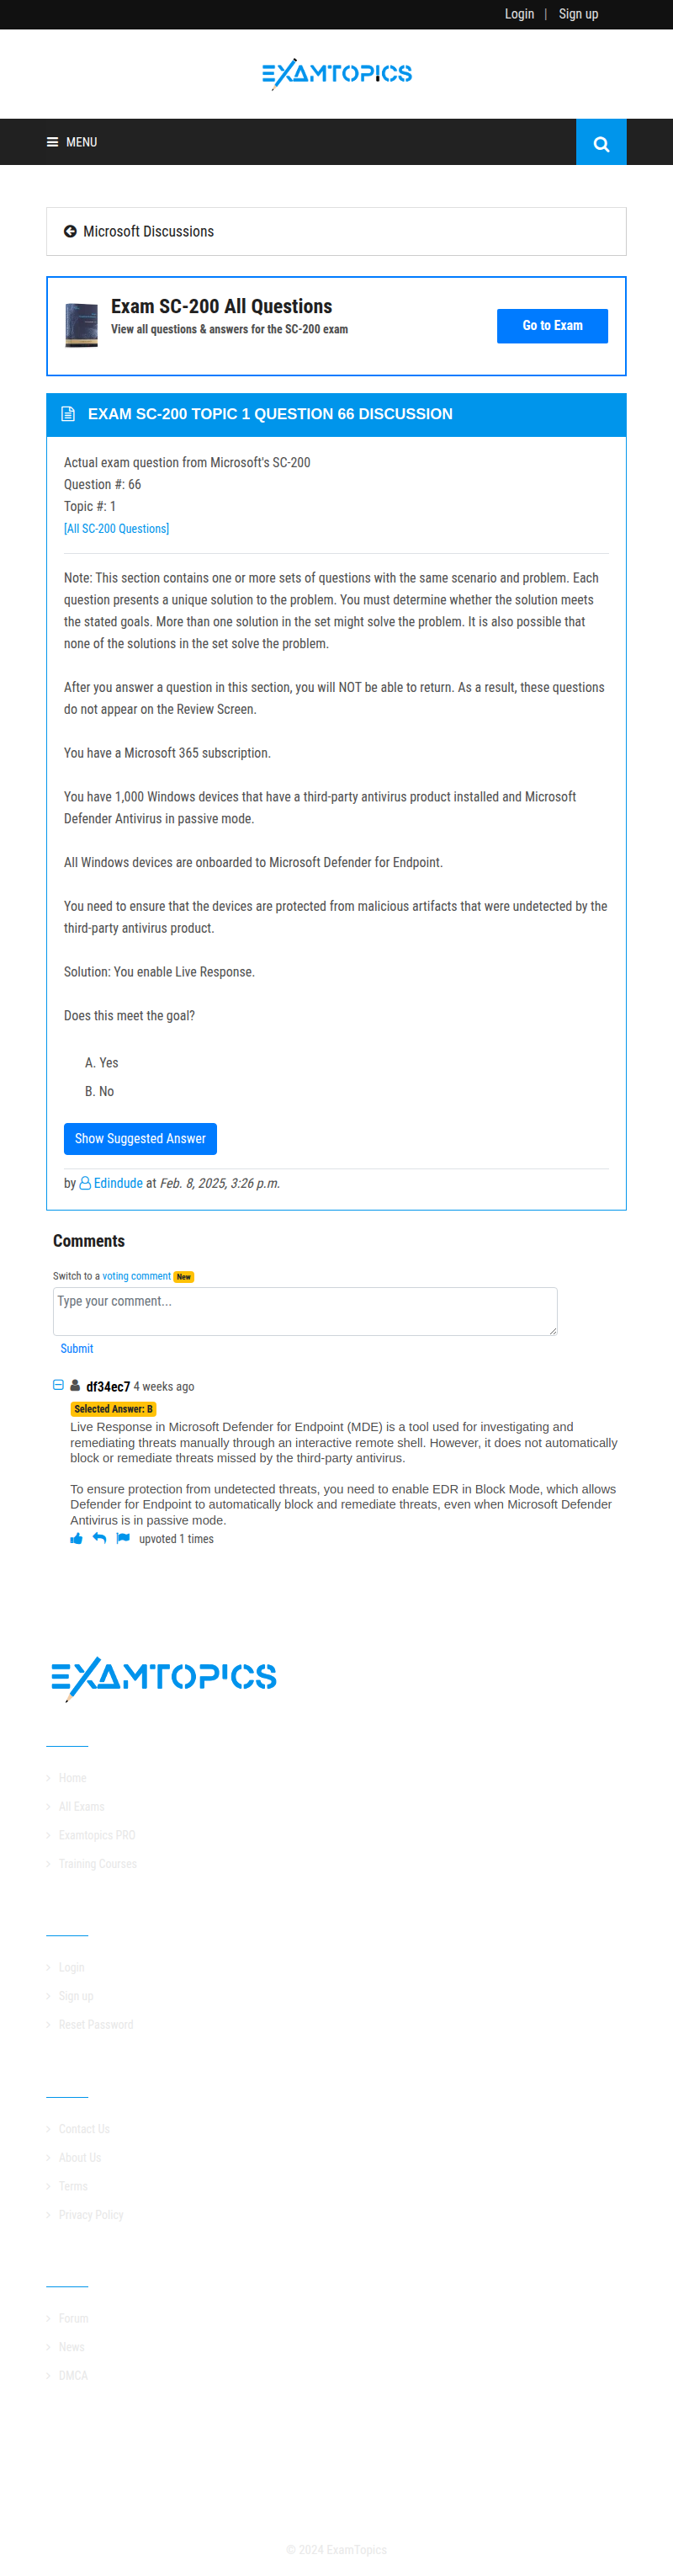 Login | Sign up
EXAMTOPICS
MENU
Microsoft Discussions
Exam SC-200 All Questions
View all questions & answers for the SC-200 exam
Go to Exam
EXAM SC-200 TOPIC 1 QUESTION 66 DISCUSSION
Actual exam question from Microsoft's SC-200
Question #: 66
Topic #: 1
[All SC-200 Questions]
Note: This section contains one or more sets of questions with the same scenario and problem. Each
question presents a unique solution to the problem. You must determine whether the solution meets
the stated goals. More than one solution in the set might solve the problem. It is also possible that
none of the solutions in the set solve the problem.
After you answer a question in this section, you will NOT be able to return. As a result, these questions
do not appear on the Review Screen.
You have a Microsoft 365 subscription.
You have 1,000 Windows devices that have a third-party antivirus product installed and Microsoft
Defender Antivirus in passive mode.
All Windows devices are onboarded to Microsoft Defender for Endpoint.
You need to ensure that the devices are protected from malicious artifacts that were undetected by the
third-party antivirus product.
Solution: You enable Live Response.
Does this meet the goal?
A. Yes
B. No
Show Suggested Answer
by Edindude at Feb. 8, 2025, 3:26 p.m.
Comments
Switch to a voting comment New
Type your comment...
Submit
df34ec7 4 weeks ago
Selected Answer: B
Live Response in Microsoft Defender for Endpoint (MDE) is a tool used for investigating and
remediating threats manually through an interactive remote shell. However, it does not automatically
block or remediate threats missed by the third-party antivirus.
To ensure protection from undetected threats, you need to enable EDR in Block Mode, which allows
Defender for Endpoint to automatically block and remediate threats, even when Microsoft Defender
Antivirus is in passive mode.
upvoted 1 times
EXAMTOPICS
Home
All Exams
Examtopics PRO
Training Courses
Login
Sign up
Reset Password
Contact Us
About Us
Terms
Privacy Policy
Forum
News
DMCA
© 2024 ExamTopics